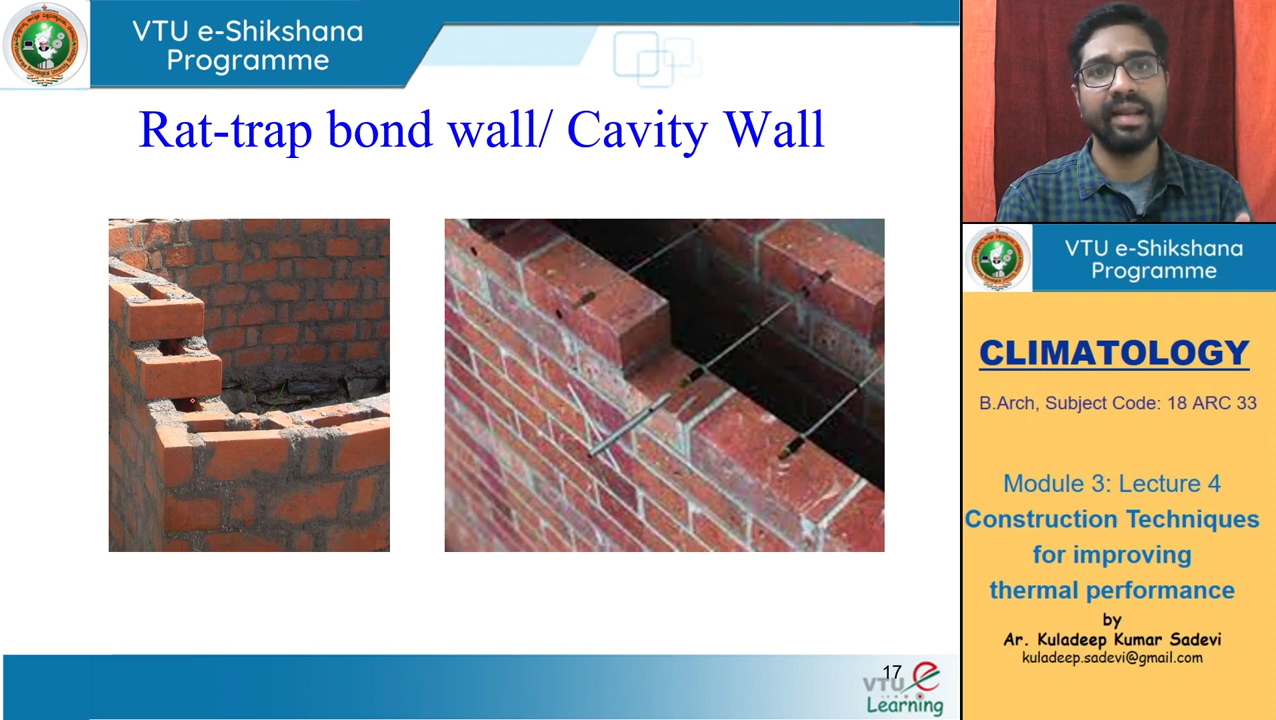 VTU e-Shikshana
Programme
Rat-trap bond wall/ Cavity Wall
17
VTU e
Learning
VTU e-Shikshana
Programme
CLIMATOLOGY
B.Arch, Subject Code: 18 ARC 33
Module 3: Lecture 4
Construction Techniques
for improving
thermal performance
by
Ar. Kuladeep Kumar Sadevi
kuladeep.sadevi@gmail.com